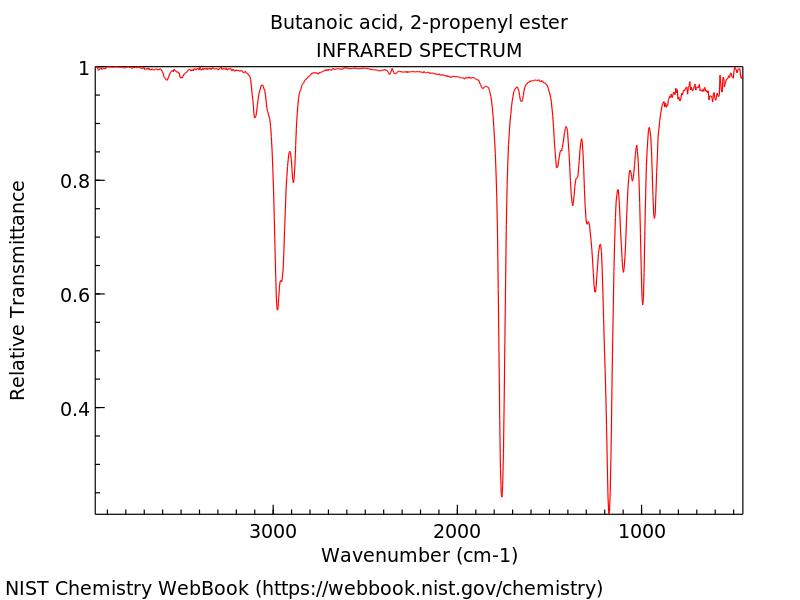 Butanoic acid, 2-propenyl ester
INFRARED SPECTRUM
1
0.8
0.6
0.4
Relative Transmittance
3000
2000
1000
Wavenumber (cm-1)
NIST Chemistry WebBook (https://webbook.nist.gov/chemistry)